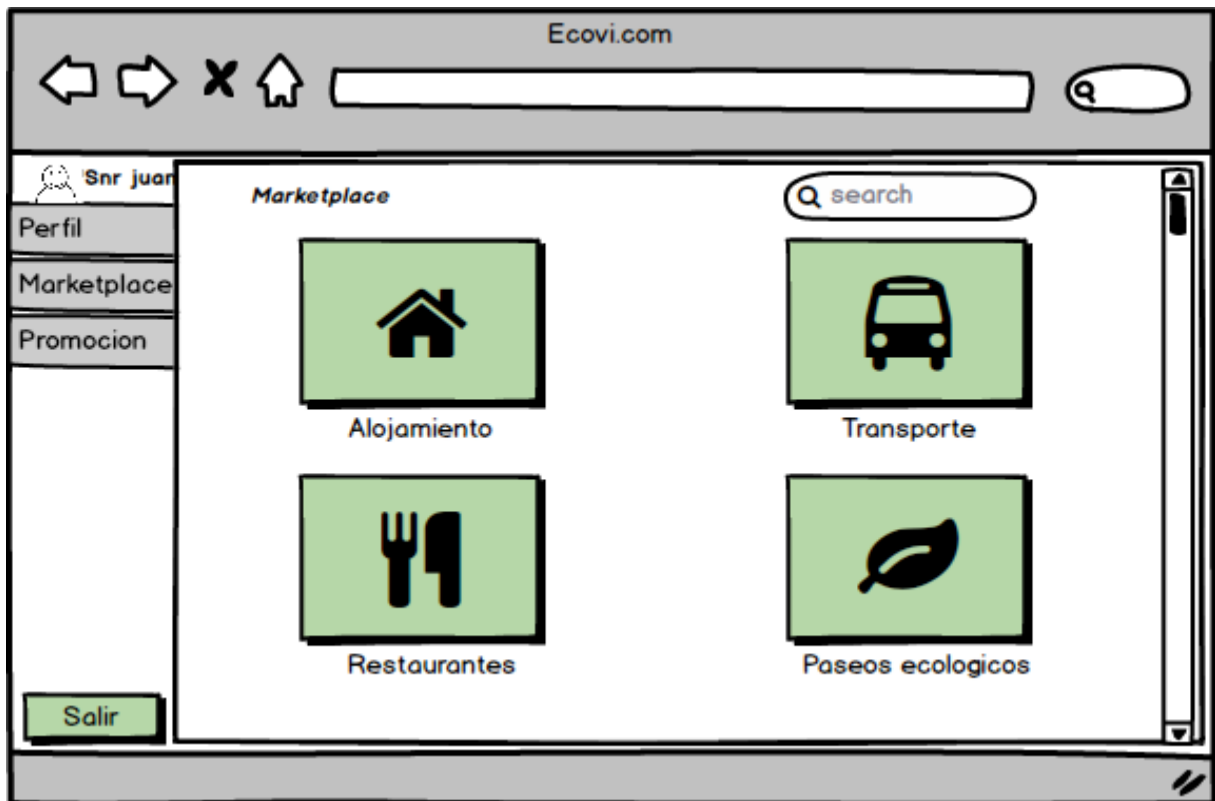 Ecovi.com
Snr juan
Perfil
Marketplace
Promocion
Salir
Marketplace
search
Alojamiento
Transporte
Restaurantes
Paseos ecologicos